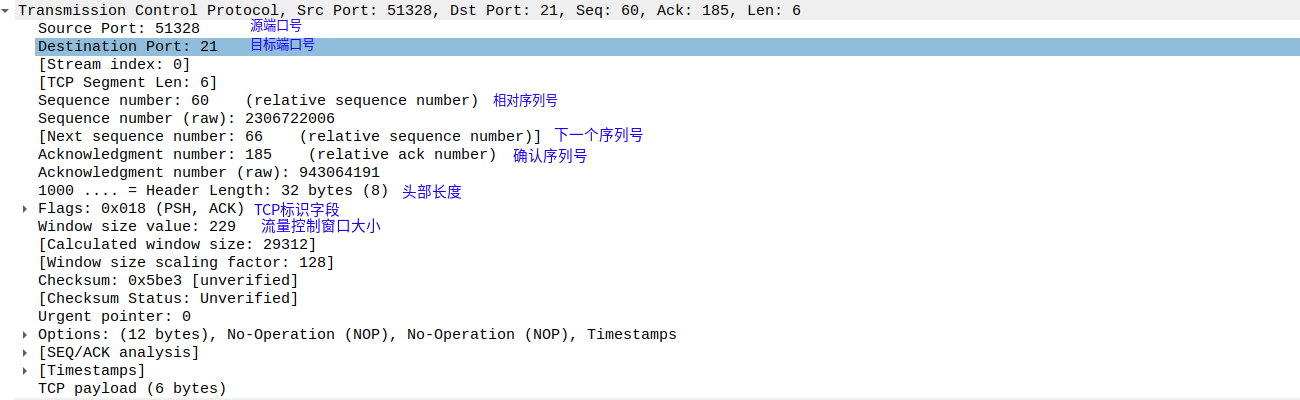 Transmission Control Protocol, Src Port: 51328, Dst Port: 21, Seq: 60, Ack: 185, Len: 6
Source Port: 51328 源端口号
Destination Port: 21 目标端口号
[Stream index: 0]
[TCP Segment Len: 6]
Sequence number: 60 (relative sequence number) 相对序列号
Sequence number (raw): 2306722006
[Next sequence number: 66 (relative sequence number)] 下一个序列号
Acknowledgment number: 185 (relative ack number) 确认序列号
Acknowledgment number (raw): 943064191
1000 .... = Header Length: 32 bytes (8) 头部长度
Flags: 0x018 (PSH, ACK) TCP标识字段
Window size value: 229 流量控制窗口大小
[Calculated window size: 29312]
[Window size scaling factor: 128]
Checksum: 0x5be3 [unverified]
[Checksum Status: Unverified]
Urgent pointer: 0
Options: (12 bytes), No-Operation (NOP), No-Operation (NOP), Timestamps
[SEQ/ACK analysis]
[Timestamps]
TCP payload (6 bytes)